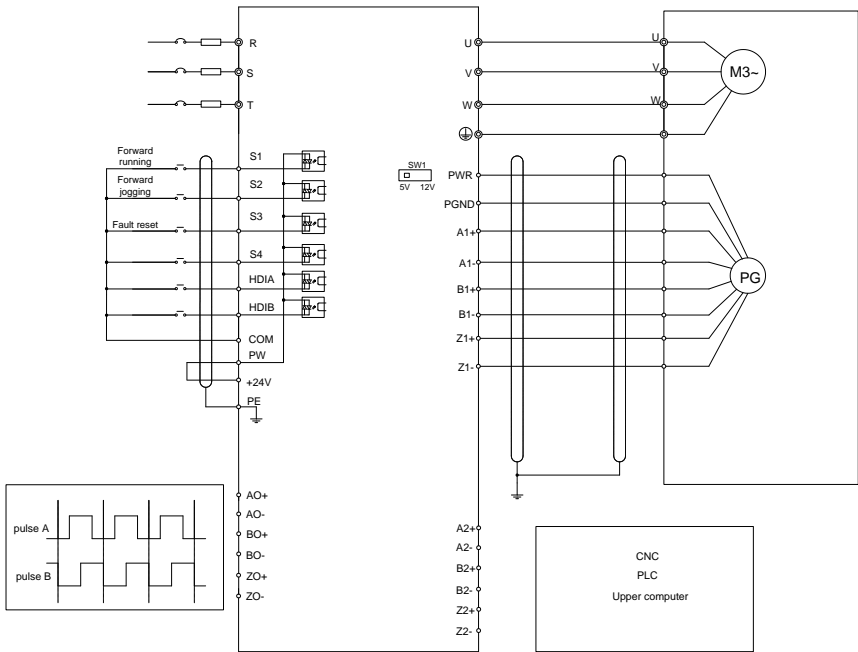 R
S
T
Forward
running
Forward
jogging
Fault reset
S1
S2
S3
S4
HDIA
HDIB
COM
PW
+24V
PE
SW1
5V 12V
U
V
W
U
V
W
M3~
PWR
PGND
A1+
A1-
B1+
B1-
Z1+
Z1-
PG
pulse A
pulse B
AO+
AO-
BO+
BO-
ZO+
ZO-
A2+
A2-
B2+
B2-
Z2+
Z2-
CNC
PLC
Upper computer